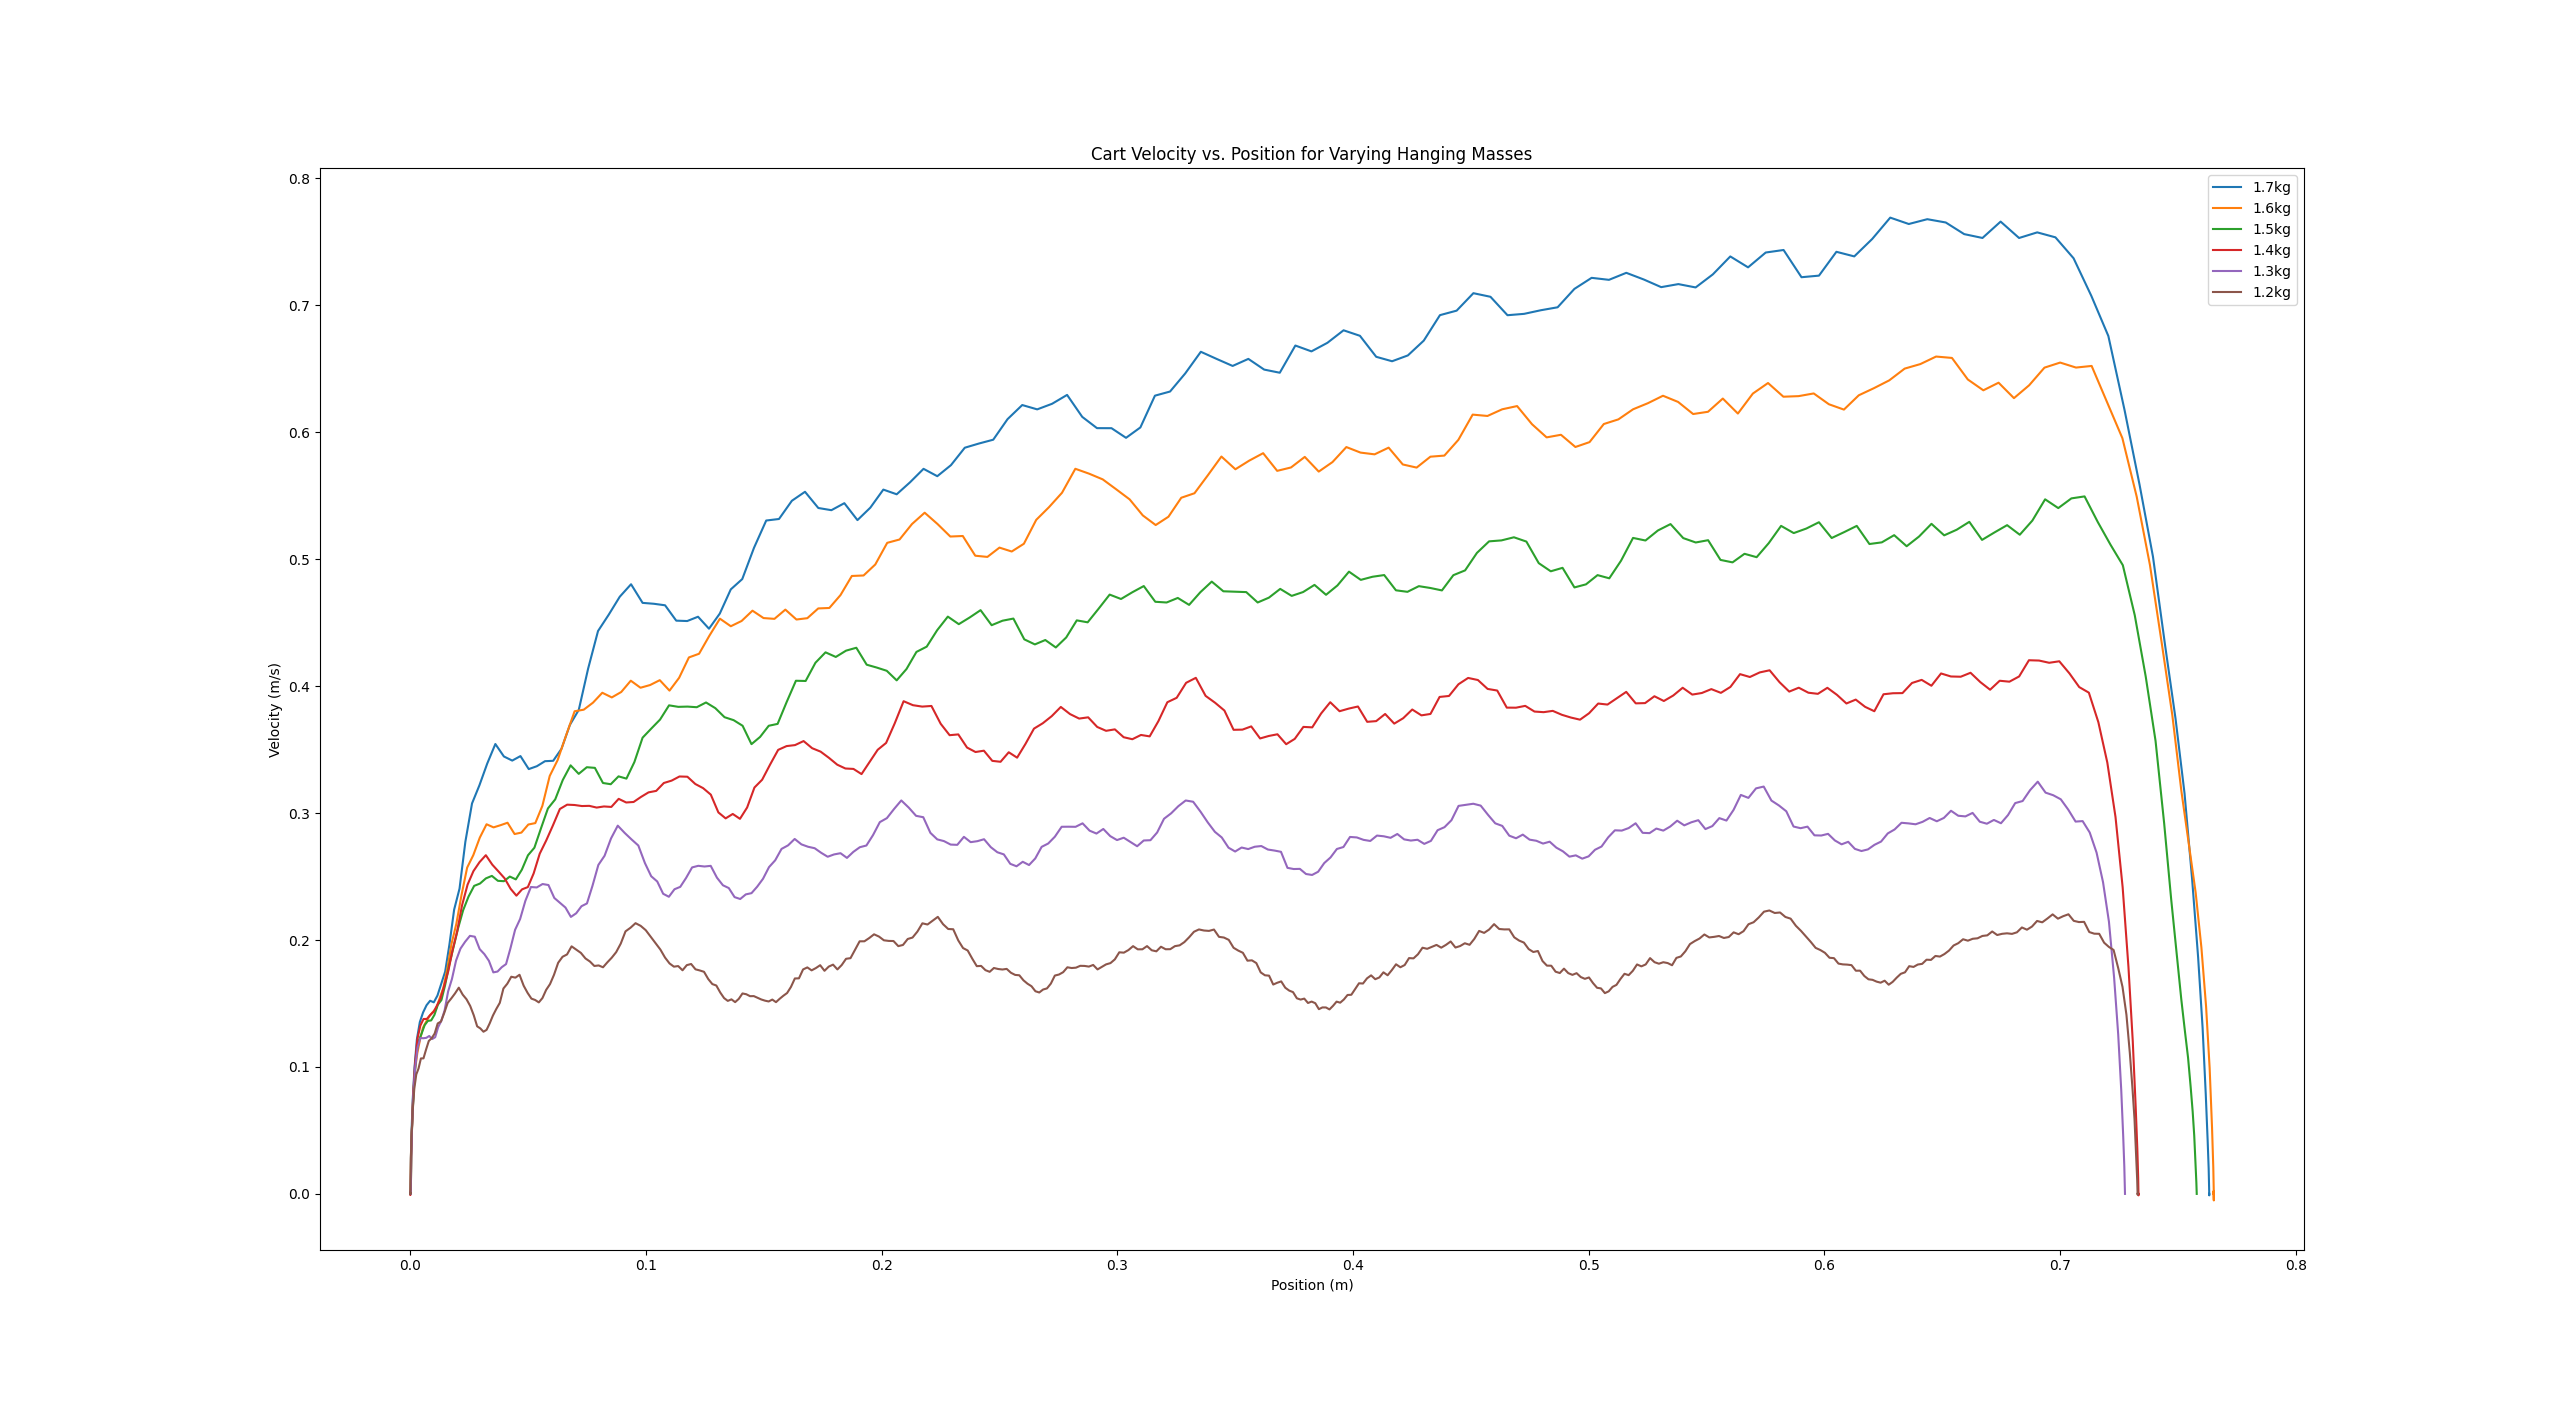 Cart Velocity vs. Position for Varying Hanging Masses
0.8
0.7
0.6
0.5
0.4
0.3
0.2
0.1
0.0
Velocity (m/s)
1.7kg
1.6kg
1.5kg
1.4kg
1.3kg
1.2kg
0.0 0.1 0.2 0.3 0.4 0.5 0.6 0.7 0.8
Position (m)